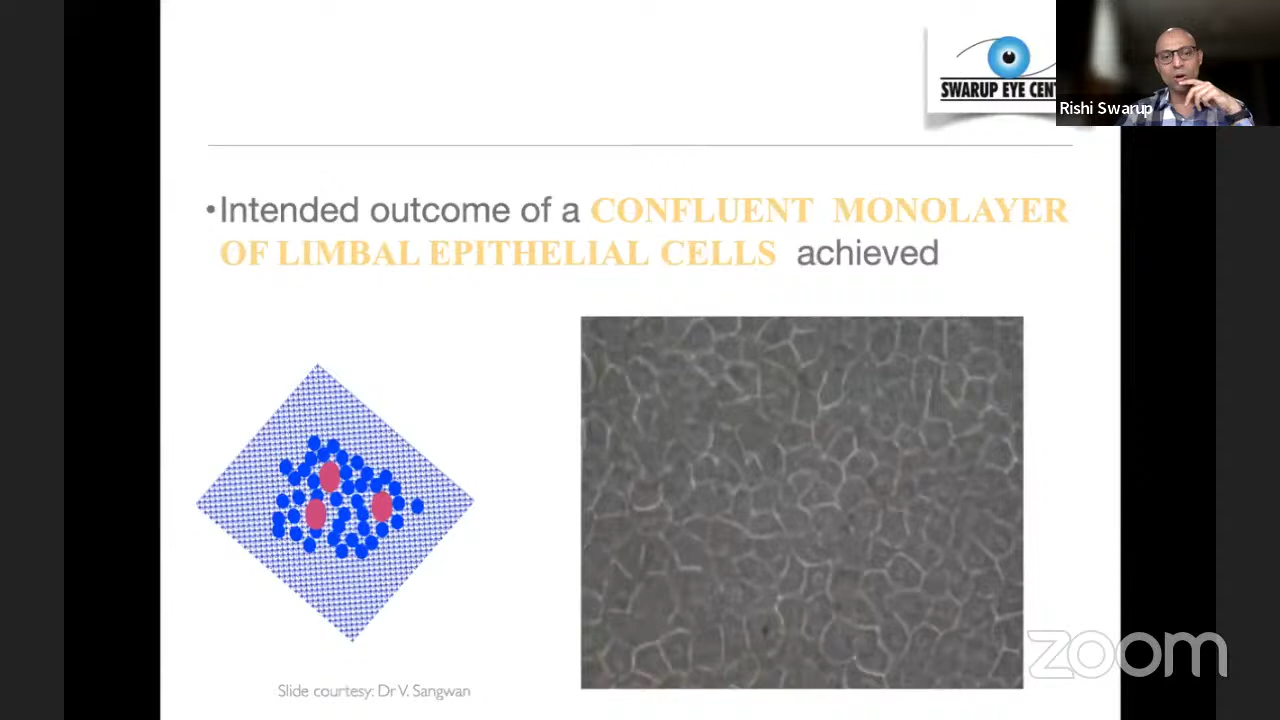 SWARUP EYE CENT
Rishi Swarup
•Intended outcome of a CONFLUENT MONOLAYER
OF LIMBAL EPITHELIAL CELLS achieved
Slide courtesy: Dr V. Sangwan
zoom